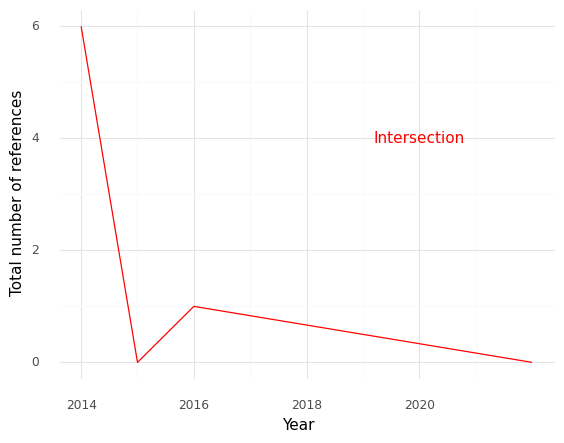 6
4
2
0
Total number of references
Intersection
2014 2016 2018 2020
Year